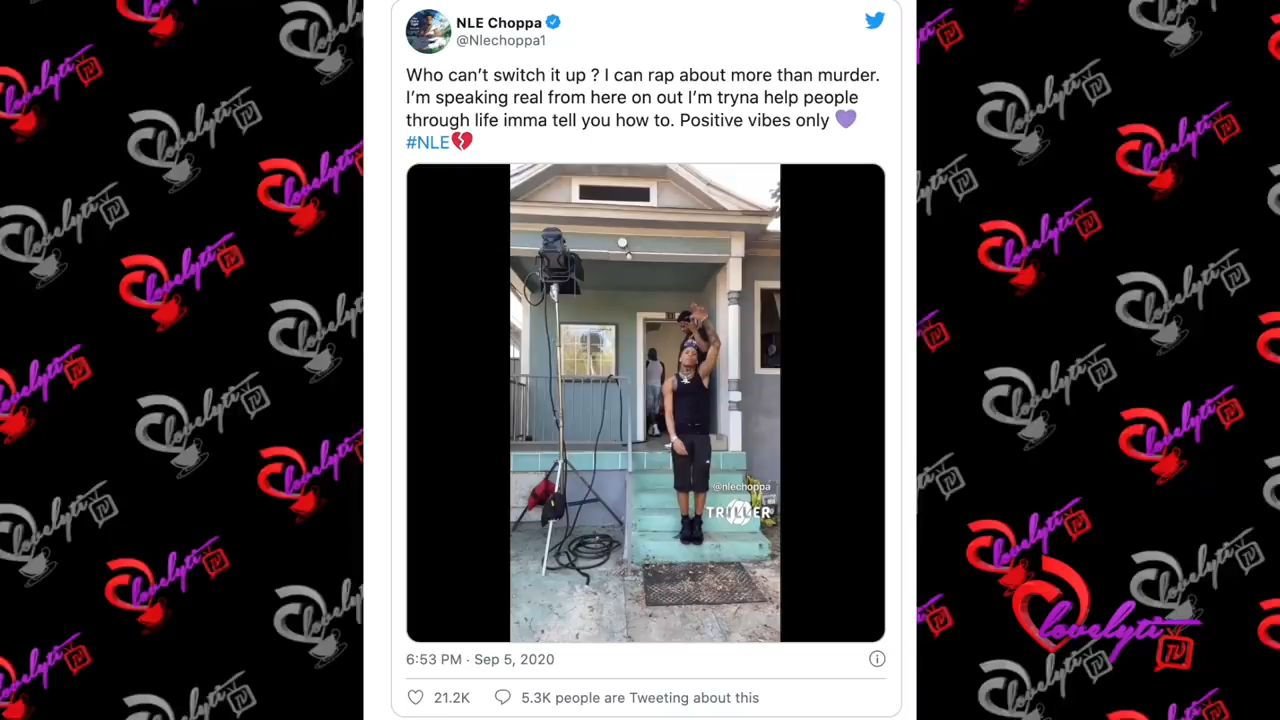 NLE Choppa
@Nlechoppa1
Who can't switch it up ? I can rap about more than murder.
I'm speaking real from here on out I'm tryna help people
through life imma tell you how to. Positive vibes only 💜
#NLE💔
@nlechoppa
TRILLER
6:53 PM · Sep 5, 2020
21.2K
5.3K people are Tweeting about this
Lovelyti TV